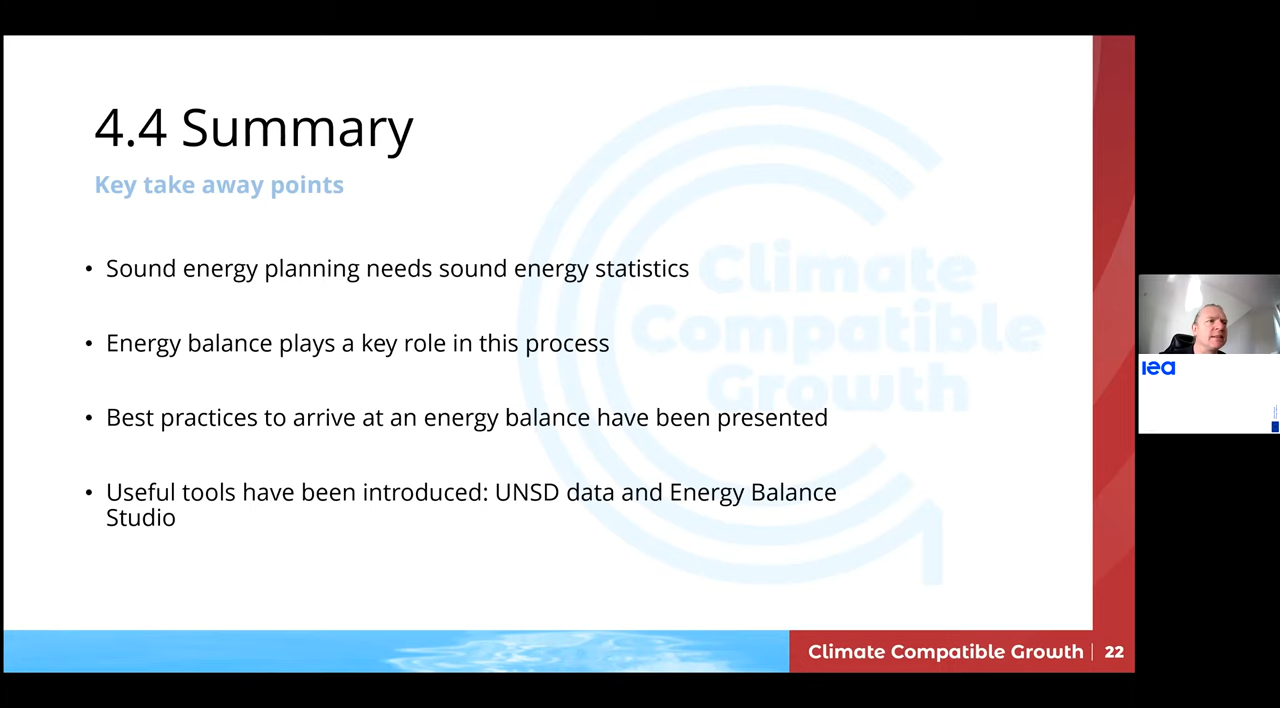 4.4 Summary
Key take away points
• Sound energy planning needs sound energy statistics
• Energy balance plays a key role in this process
• Best practices to arrive at an energy balance have been presented
• Useful tools have been introduced: UNSD data and Energy Balance
Studio
Climate
Compatible
Growth
iea
Climate Compatible Growth | 22